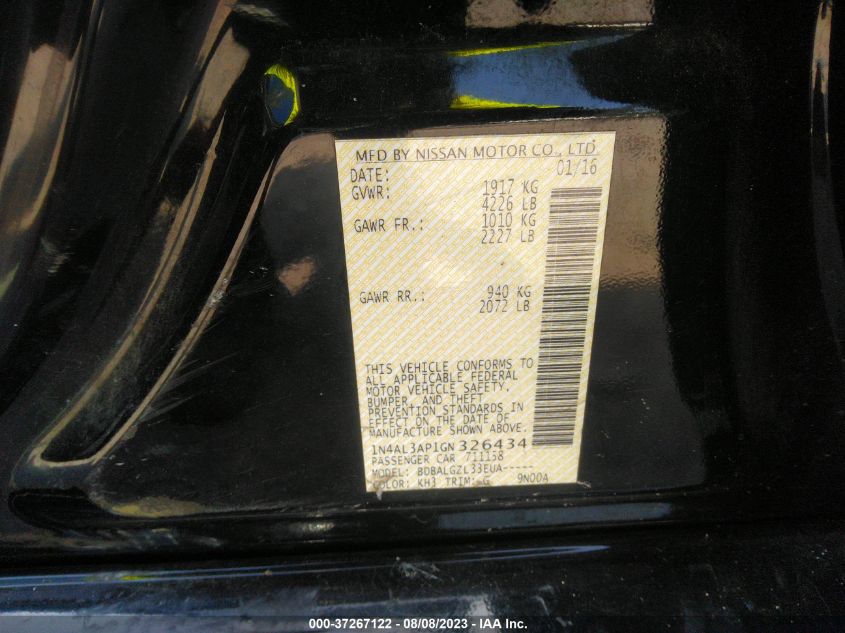 MFD BY NISSAN MOTOR CO., LTD.
DATE: 01/16
GVWR: 1917 KG
4226 LB
GAWR FR.: 1010 KG
2227 LB
GAWR RR.: 940 KG
2072 LB
THIS VEHICLE CONFORMS TO
ALL APPLICABLE FEDERAL
MOTOR VEHICLE SAFETY,
BUMPER, AND THEFT
PREVENTION STANDARDS IN
EFFECT ON THE DATE OF
MANUFACTURE SHOWN ABOVE.
1N4AL3AP1GN326434
PASSENGER CAR 711158
MODEL: BDBALGZL33EUA-----
COLOR: KH3 TRIM: G 9N00A
000-37267122 - 08/08/2023 - IAA Inc.